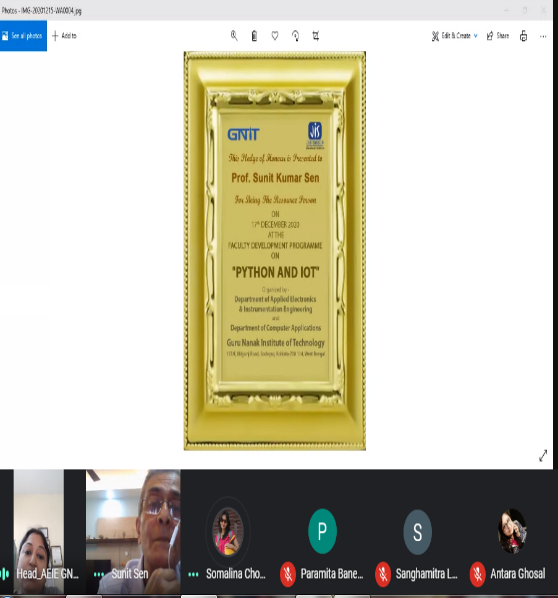 Photos - IMG-20201215-WA0004.jpg
See all photos
Add to
Edit & Create
Share
GNIT
JIS
This Pledge of Honour is Presented to
Prof. Sunit Kumar Sen
For Being The Resource Person
ON
17th DECEMBER 2020
AT THE
FACULTY DEVELOPMENT PROGRAMME
ON
"PYTHON AND IOT"
Organized by -
Department of Applied Electronics
& Instrumentation Engineering
and
Department of Computer Applications
Guru Nanak Institute of Technology
157/F, Nilgunj Road, Sodepur, Kolkata-700 114, West Bengal
Head_AEIE GN...
Sunit Sen
Somalina Cho...
P
Paramita Bane...
S
Sanghamitra L...
Antara Ghosal